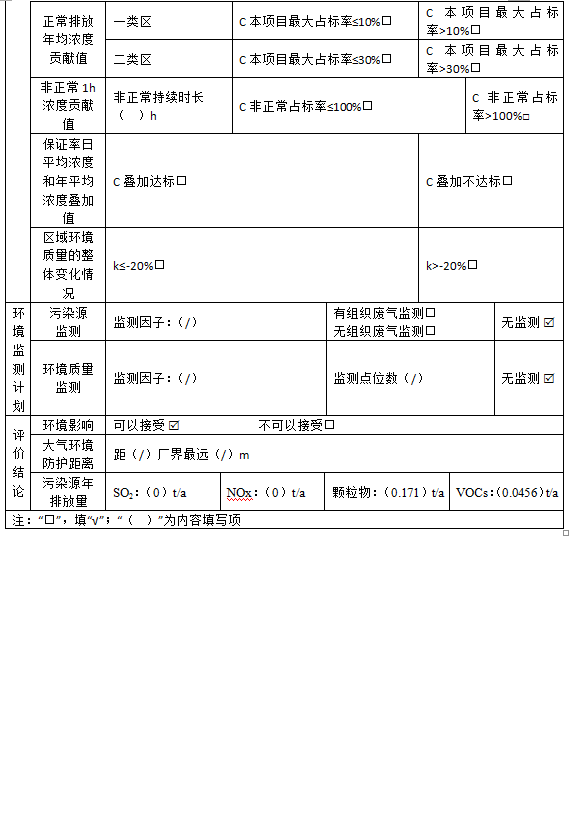 正常排放
年均浓度
贡献值
一类区
C 本项目最大占标率≤10%□
C 本项目最大占标
率>10%□
二类区
C 本项目最大占标率≤30%□
C 本项目最大占标
率>30%□
非正常 1h
浓度贡献
值
非正常持续时长
（ ）h
C 非正常占标率≤100%□
C 非正常占标
率>100%□
保证率日
平均浓度
和年平均
浓度叠加
值
C 叠加达标□
C 叠加不达标□
区域环境
质量的整
体变化情
况
k≤-20%□
k>-20%□
环
境
监
测
计
划
污染源
监测
监测因子：（/）
有组织废气监测□
无组织废气监测□
无监测 ☑
环境质量
监测
监测因子：（/）
监测点位数（/）
无监测 ☑
评
价
结
论
环境影响
可以接受 ☑ 不可以接受□
大气环境
防护距离
距（/）厂界最远（/）m
污染源年
排放量
SO₂：（0）t/a
NOx：（0）t/a
颗粒物：（0.171）t/a
VOCs：（0.0456）t/a
注：“□”，填“√”；“（ ）”为内容填写项